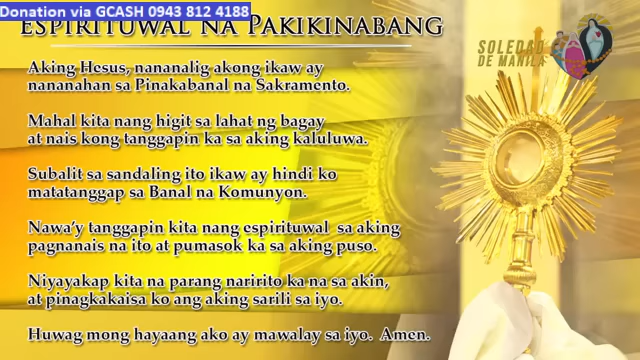 Donation via GCASH 0943 812 4188
Espirituwal na Pakikinabang
SOLEDAD
DE MANILA
Aking Hesus, nananalig akong ikaw ay
nananahan sa Pinakabanal na Sakramento.
Mahal kita nang higit sa lahat ng bagay
at nais kong tanggapin ka sa aking kaluluwa.
Subalit sa sandaling ito ikaw ay hindi ko
matatanggap sa Banal na Komunyon.
Nawa'y tanggapin kita nang espirituwal sa aking
pagnanais na ito at pumasok ka sa aking puso.
Niyayakap kita na parang naririto ka na sa akin,
at pinagkakaisa ko ang aking sarili sa iyo.
Huwag mong hayaang ako ay mawalay sa iyo. Amen.